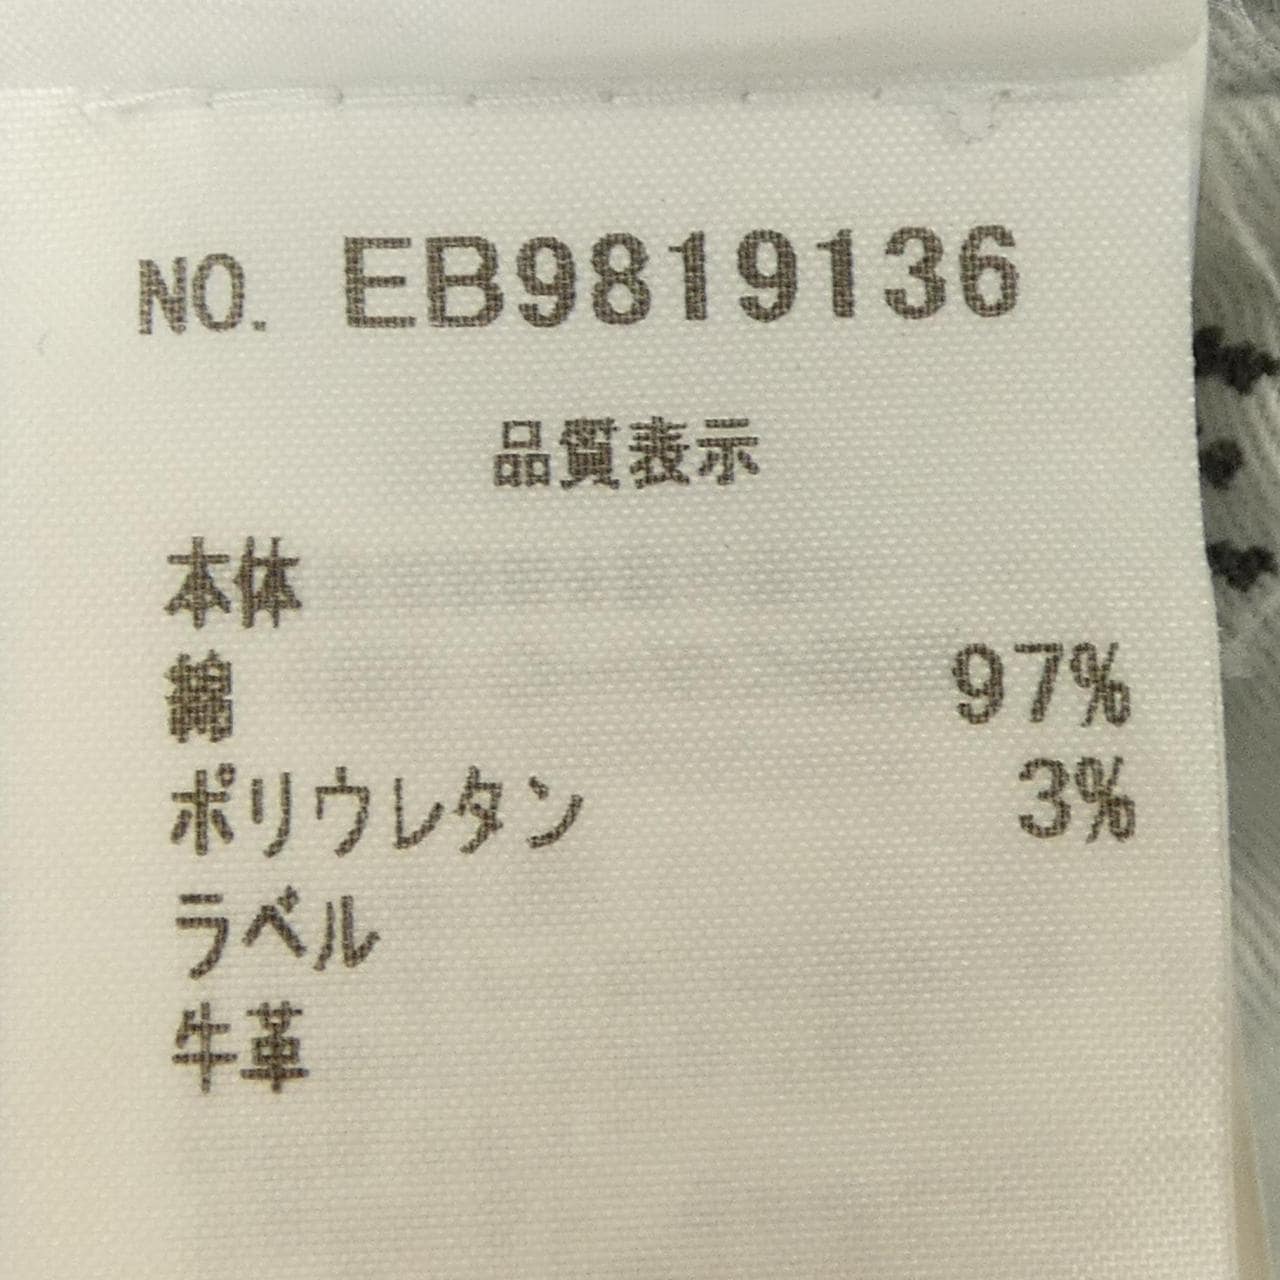 NO. EB9819136
品質表示
本体
綿 97%
ポリウレタン 3%
ラベル
牛革